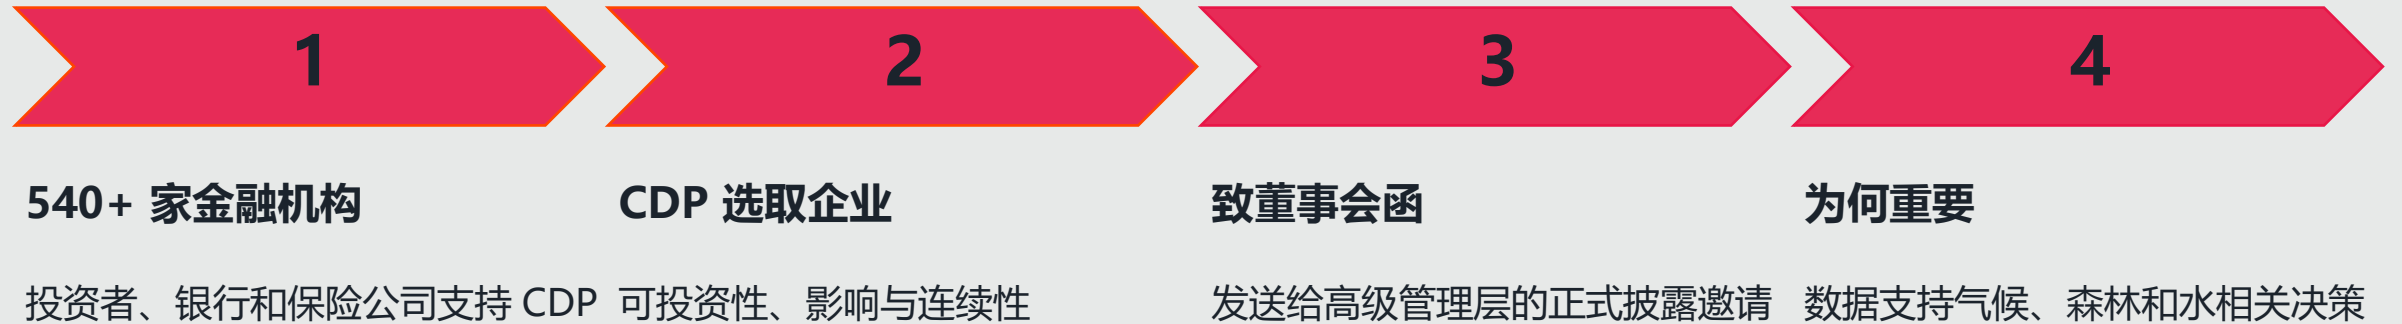 1
540+ 家金融机构
投资者、银行和保险公司支持 CDP
2
CDP 选取企业
可投资性、影响与连续性
3
致董事会函
发送给高级管理层的正式披露邀请
4
为何重要
数据支持气候、森林和水相关决策